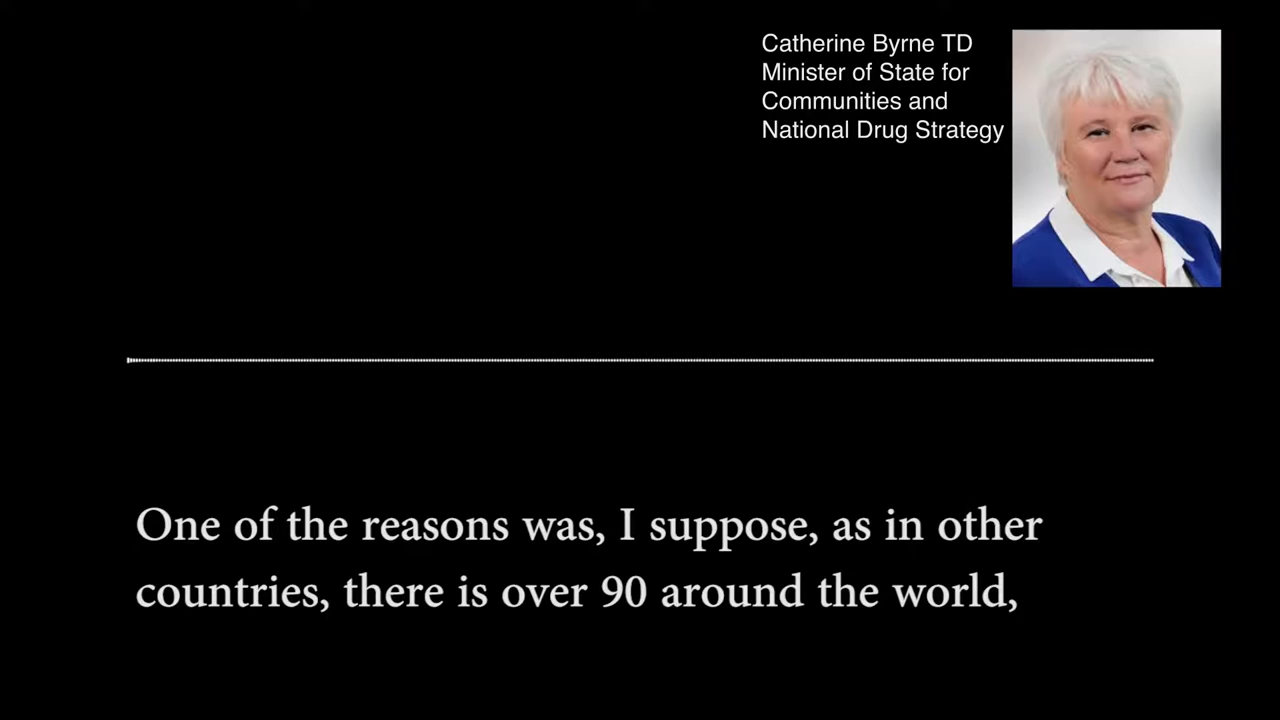 Catherine Byrne TD
Minister of State for
Communities and
National Drug Strategy
One of the reasons was, I suppose, as in other
countries, there is over 90 around the world,